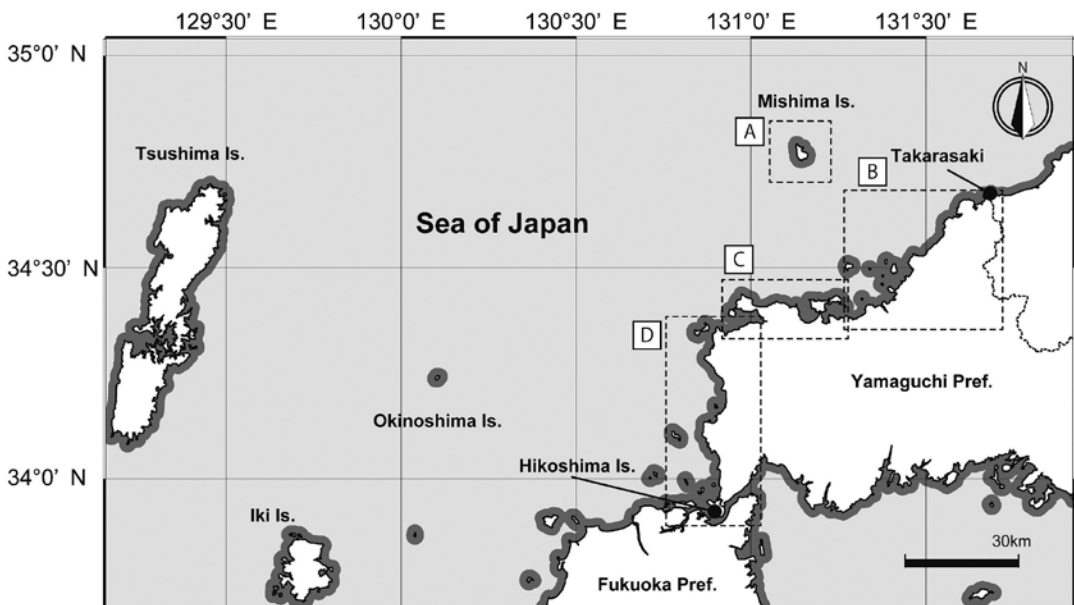 129°30' E 130°0' E 130°30' E 131°0' E 131°30' E
35°0' N
N
Mishima Is.
A
Takarasaki
Tsushima Is.
B
Sea of Japan
C
34°30' N
D
Yamaguchi Pref.
Okinoshima Is.
Hikoshima Is.
34°0' N
Iki Is.
30km
Fukuoka Pref.